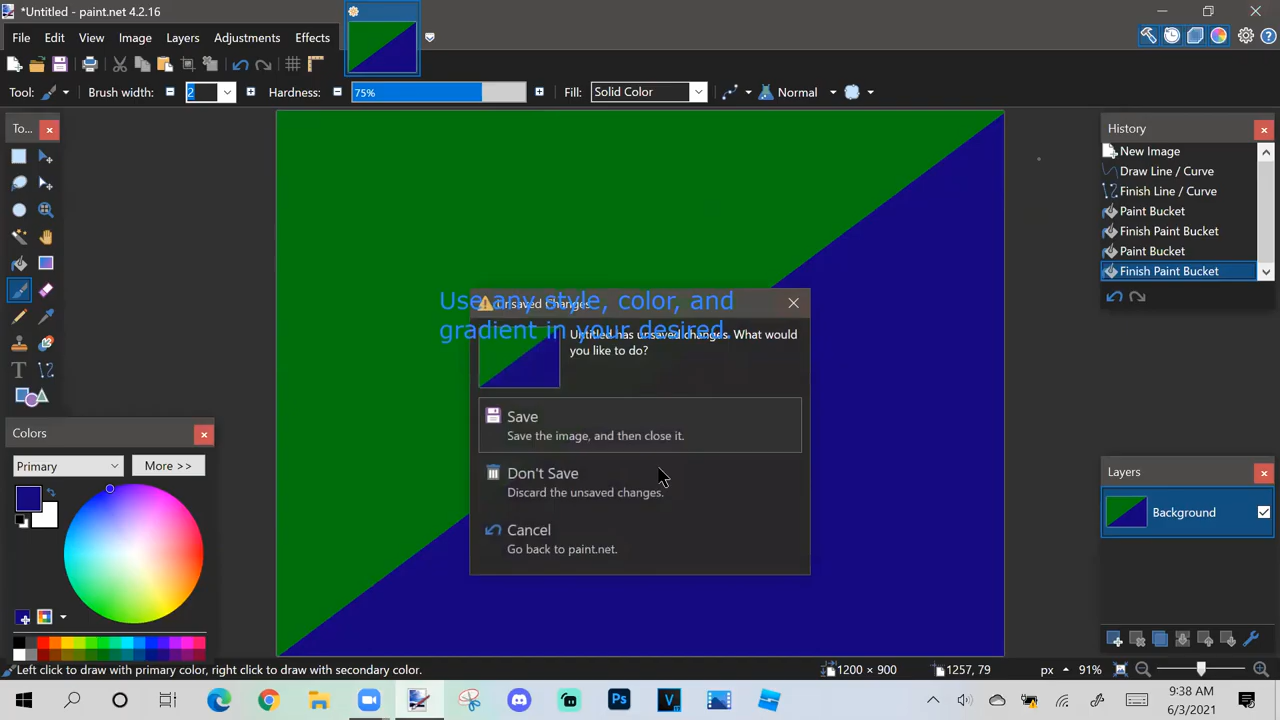 *Untitled - paint.net 4.2.16
File Edit View Image Layers Adjustments Effects
Tool: Brush width: 2 Hardness: 75% Fill: Solid Color Normal
To...
History
New Image
Draw Line / Curve
Finish Line / Curve
Paint Bucket
Finish Paint Bucket
Paint Bucket
Finish Paint Bucket
Unsaved Changes
Use any style, color, and
gradient in your desired.
Untitled has unsaved changes. What would
you like to do?
Save
Save the image, and then close it.
Don't Save
Discard the unsaved changes.
Cancel
Go back to paint.net.
Colors
Primary More >>
Layers
Background
Left click to draw with primary color, right click to draw with secondary color. 1200 × 900 1257, 79 px 91%
Ps V
9:38 AM
6/3/2021